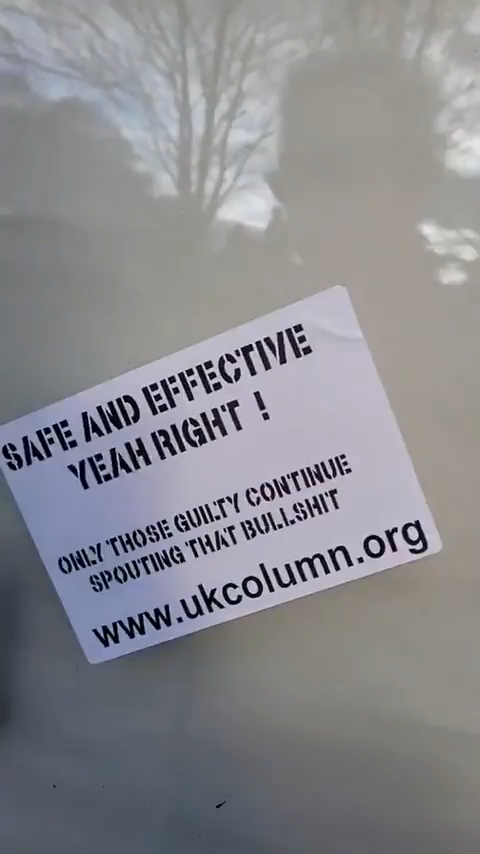 SAFE AND EFFECTIVE
YEAH RIGHT !
ONLY THOSE GUILTY CONTINUE
SPOUTING THAT BULLSHIT
www.ukcolumn.org